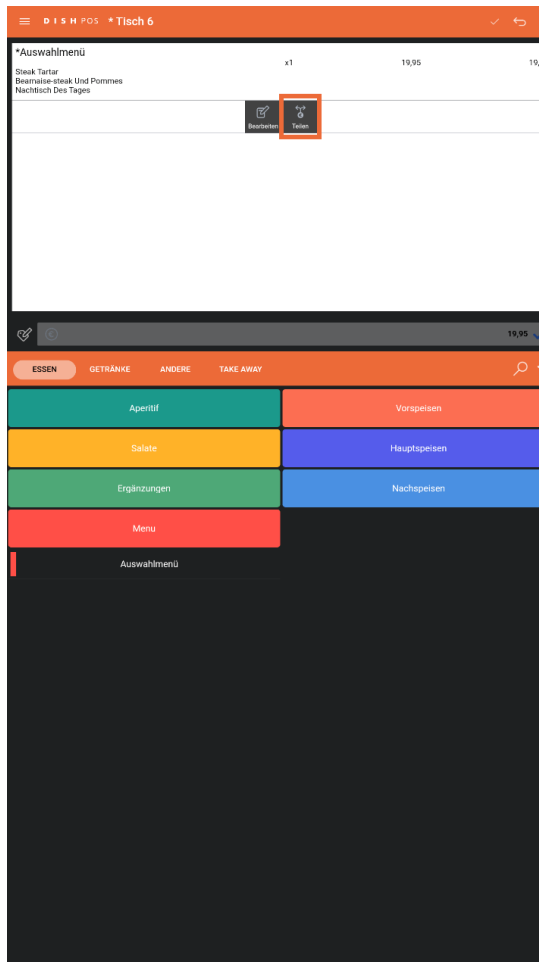 DISH POS * Tisch 6
*Auswahlmenü
x1 19,95 19,
Steak Tartar
Bearnaise-steak Und Pommes
Nachtisch Des Tages
Bearbeiten Teilen
19,95
ESSEN GETRÄNKE ANDERE TAKE AWAY
Aperitif Vorspeisen
Salate Hauptspeisen
Ergänzungen Nachspeisen
Menu
Auswahlmenü